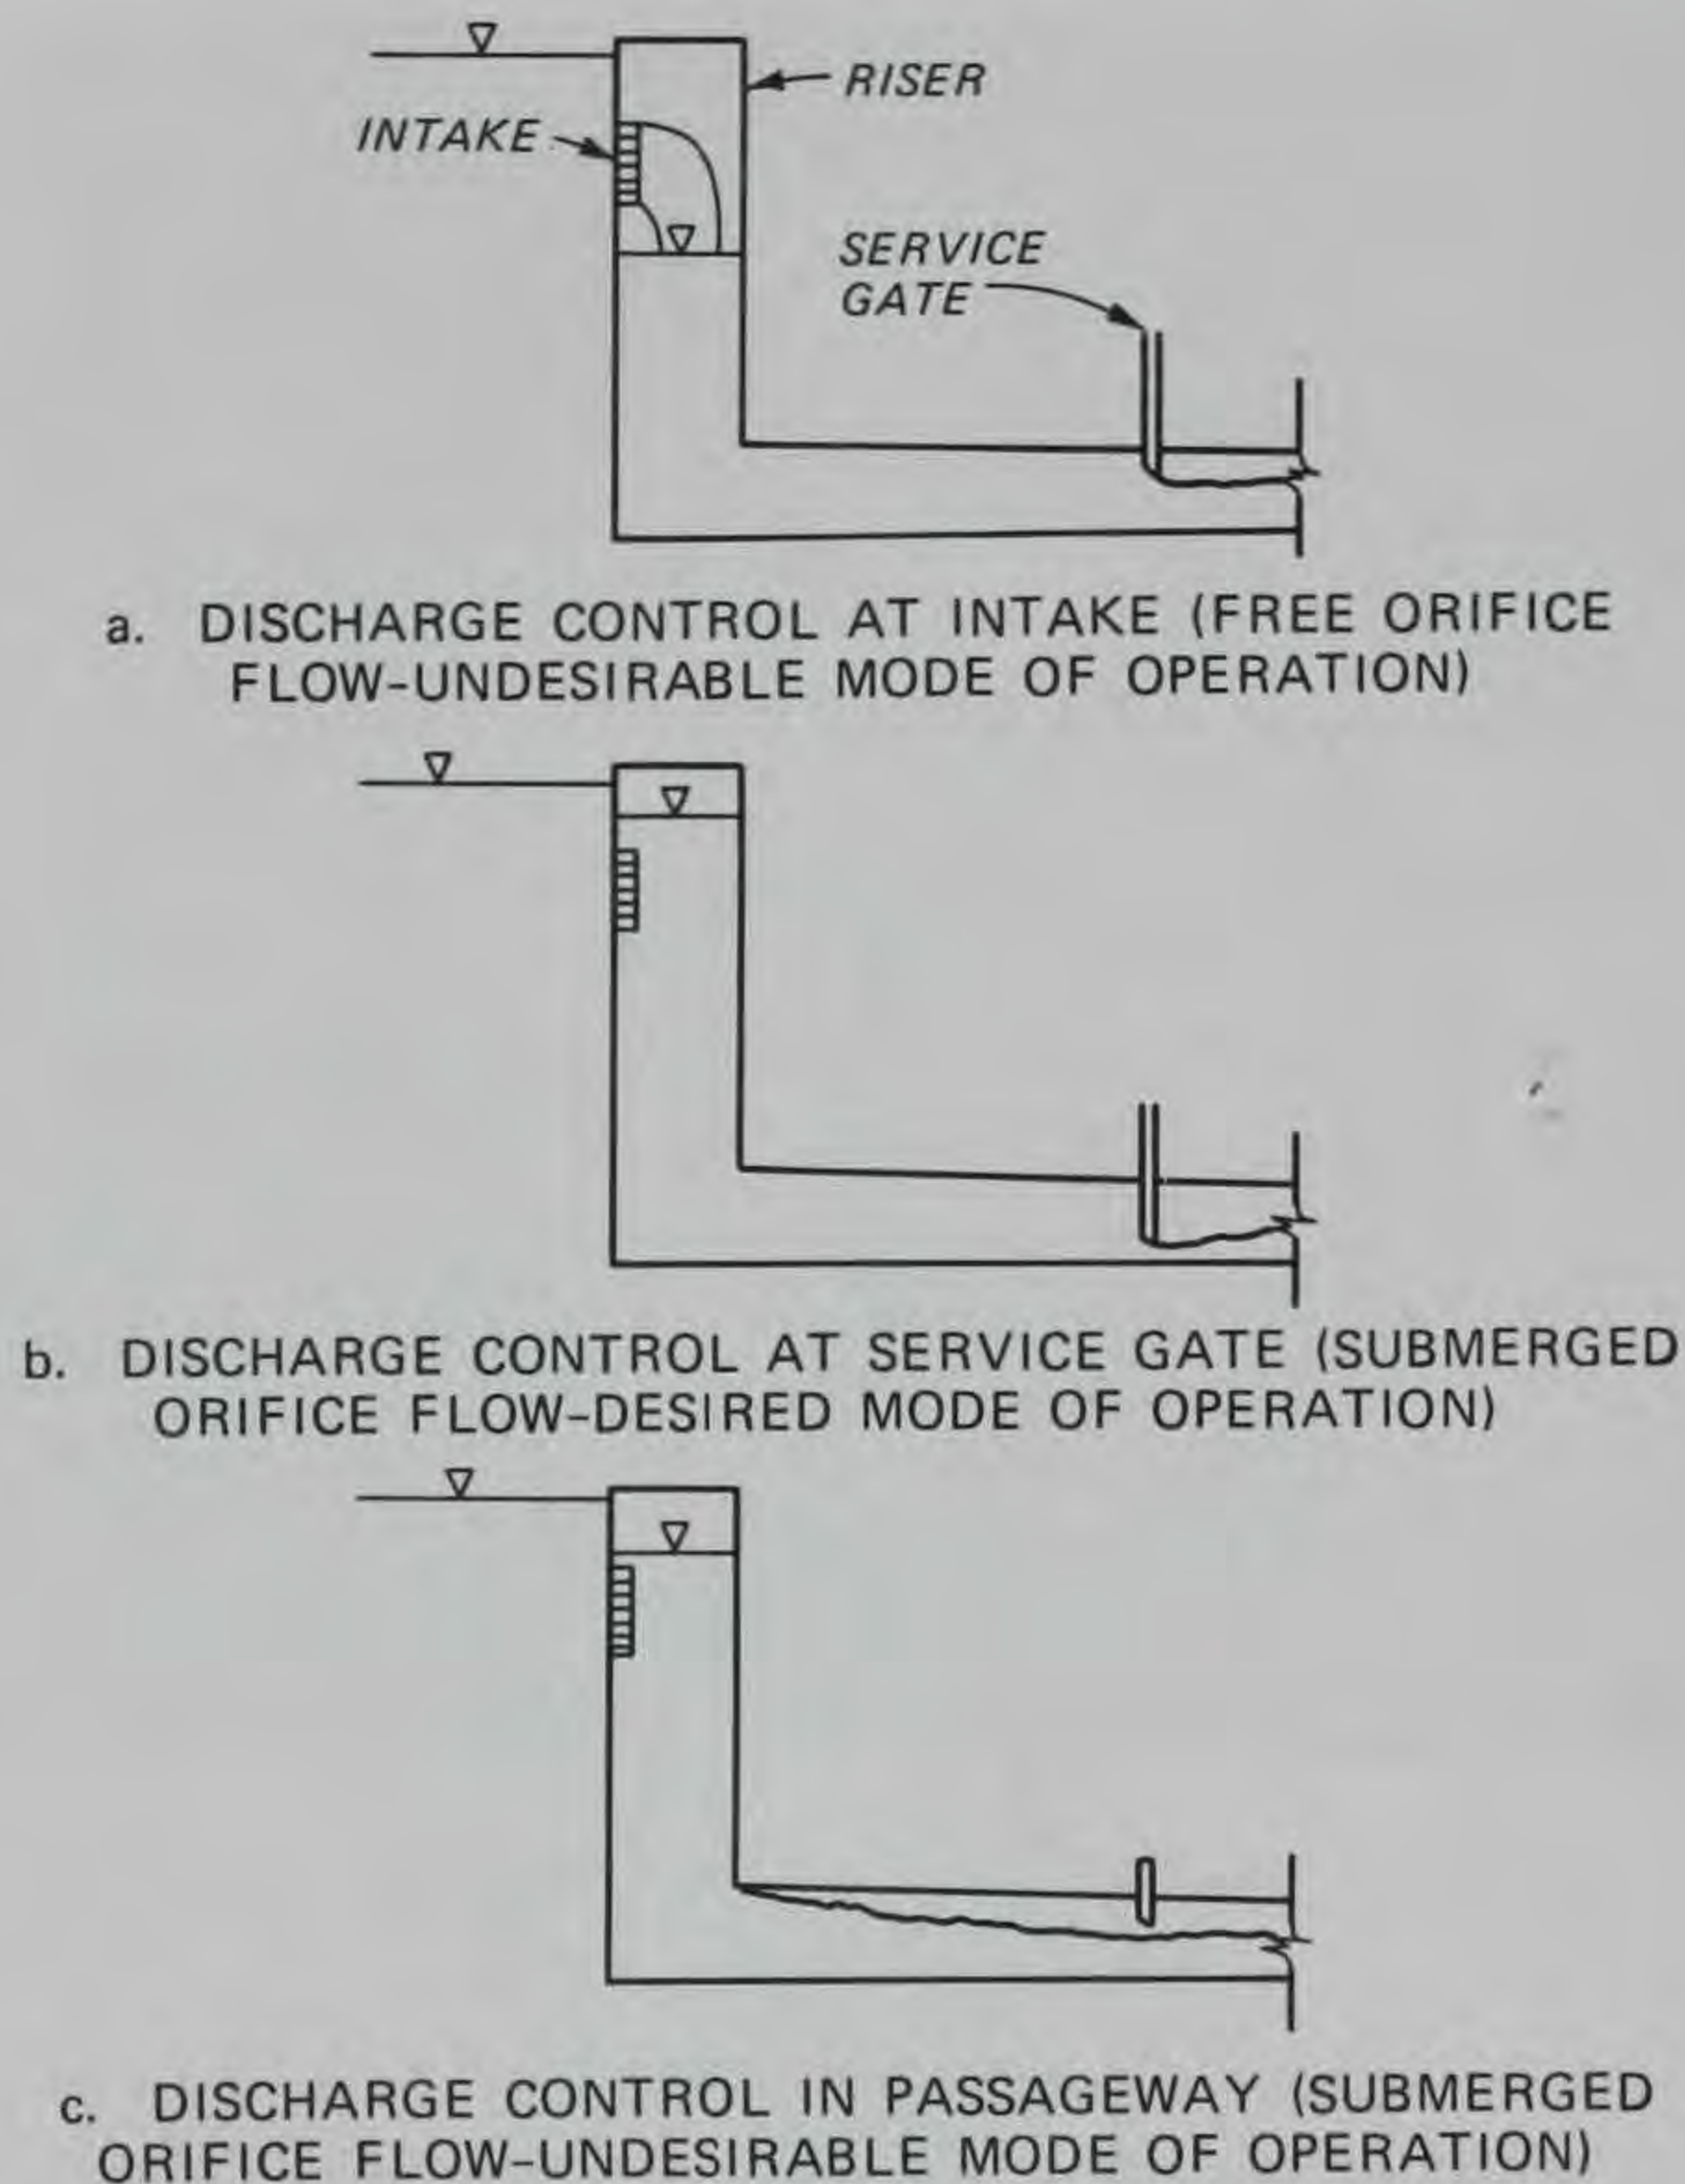 RISER
INTAKE
SERVICE
GATE
a. DISCHARGE CONTROL AT INTAKE (FREE ORIFICE
FLOW-UNDESIRABLE MODE OF OPERATION)
b. DISCHARGE CONTROL AT SERVICE GATE (SUBMERGED
ORIFICE FLOW-DESIRED MODE OF OPERATION)
c. DISCHARGE CONTROL IN PASSAGEWAY (SUBMERGED
ORIFICE FLOW-UNDESIRABLE MODE OF OPERATION)